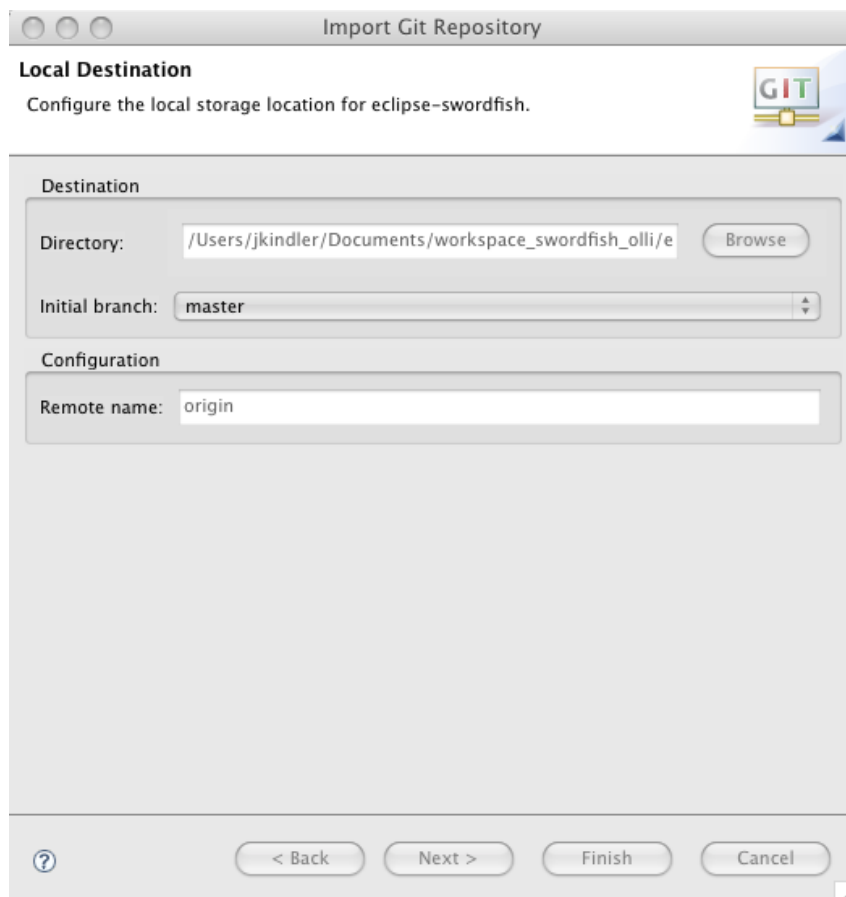 Import Git Repository
Local Destination
Configure the local storage location for eclipse-swordfish.
GIT
Destination
Directory: /Users/jkindler/Documents/workspace_swordfish_olli/e Browse
Initial branch: master
Configuration
Remote name: origin
? < Back Next > Finish Cancel